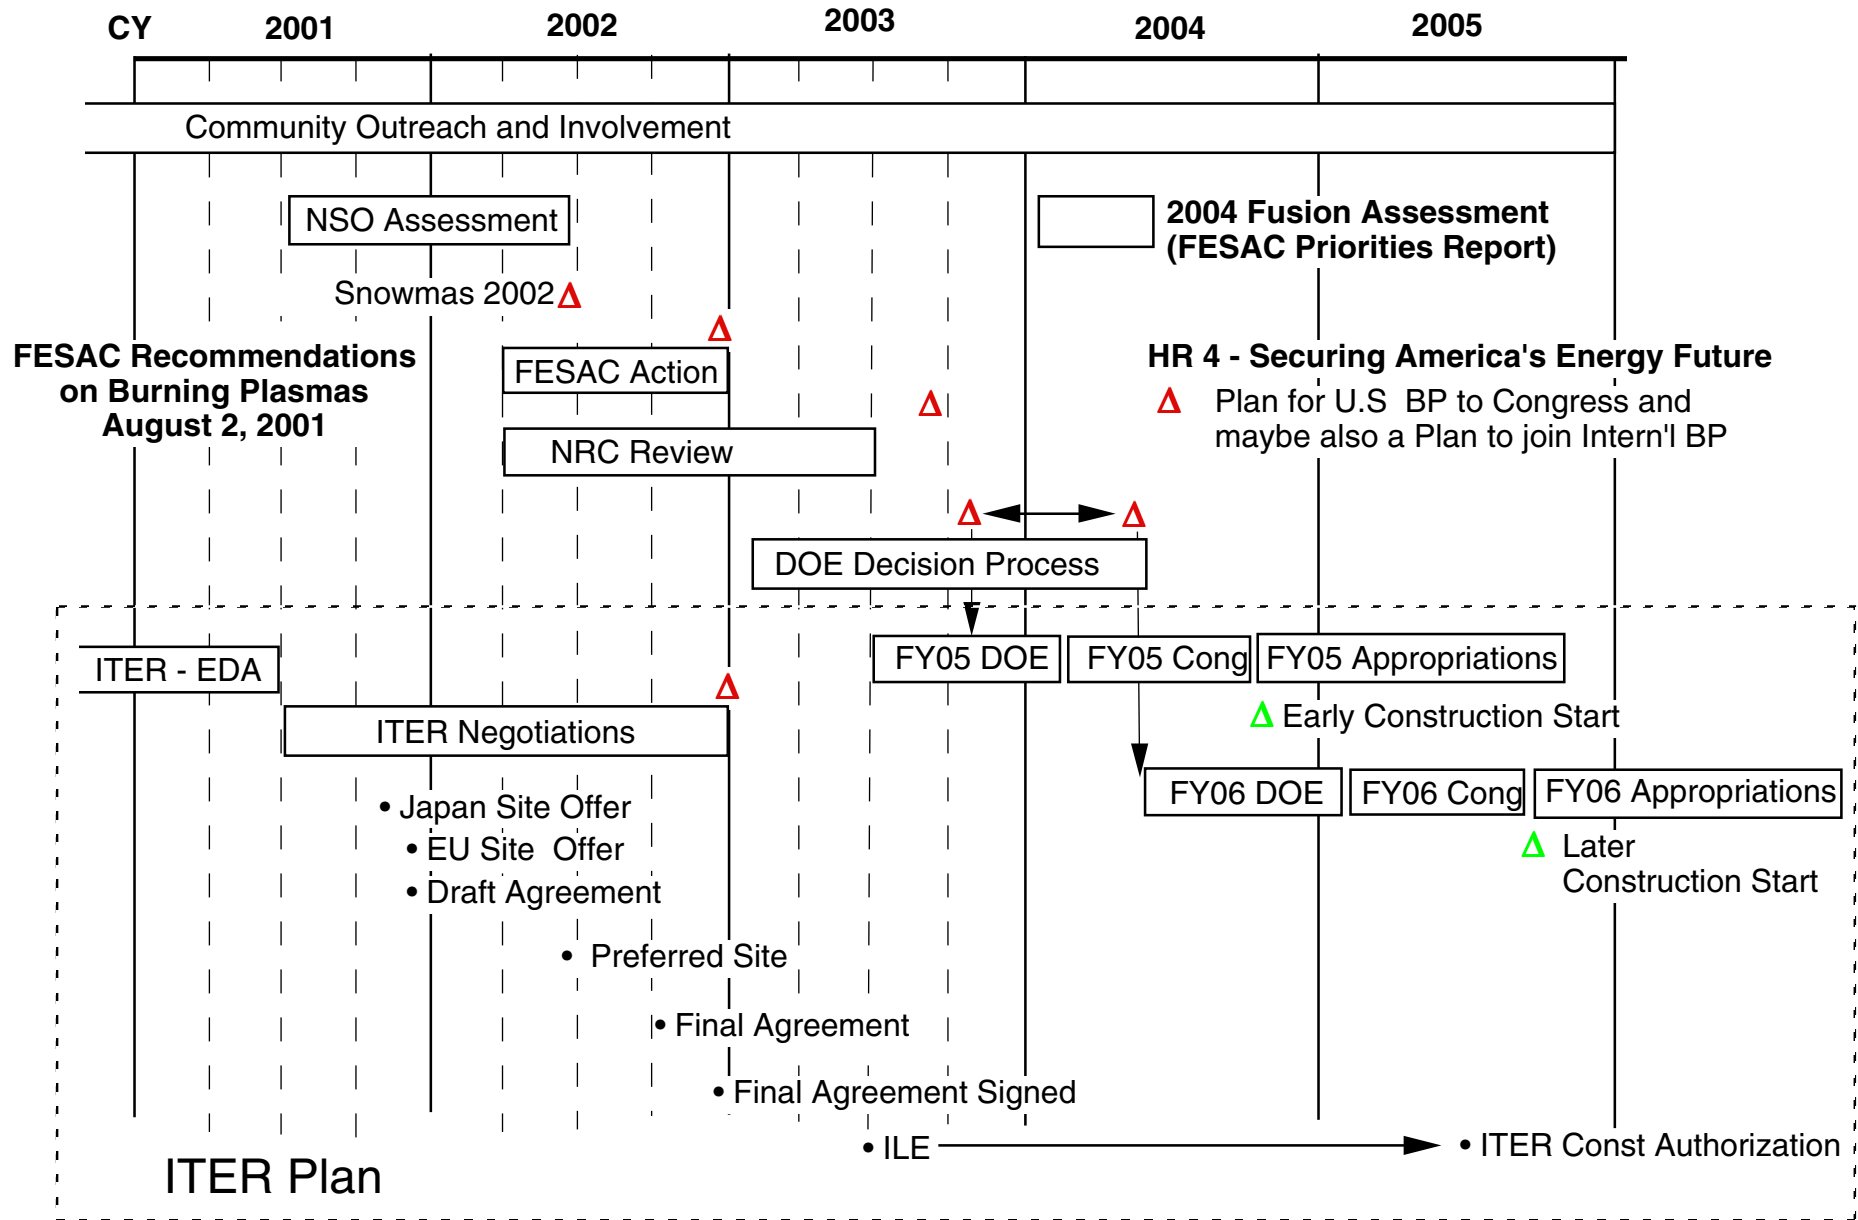 CY 2001 2002 2003 2004 2005
Community Outreach and Involvement
NSO Assessment
2004 Fusion Assessment
(FESAC Priorities Report)
Snowmas 2002
FESAC Recommendations
on Burning Plasmas
August 2, 2001
FESAC Action
HR 4 - Securing America's Energy Future
Plan for U.S BP to Congress and
maybe also a Plan to join Intern'l BP
NRC Review
DOE Decision Process
ITER - EDA
FY05 DOE
FY05 Cong
FY05 Appropriations
ITER Negotiations
Early Construction Start
FY06 DOE
FY06 Cong
FY06 Appropriations
• Japan Site Offer
• EU Site Offer
• Draft Agreement
Later
Construction Start
• Preferred Site
• Final Agreement
• Final Agreement Signed
• ILE
• ITER Const Authorization
ITER Plan